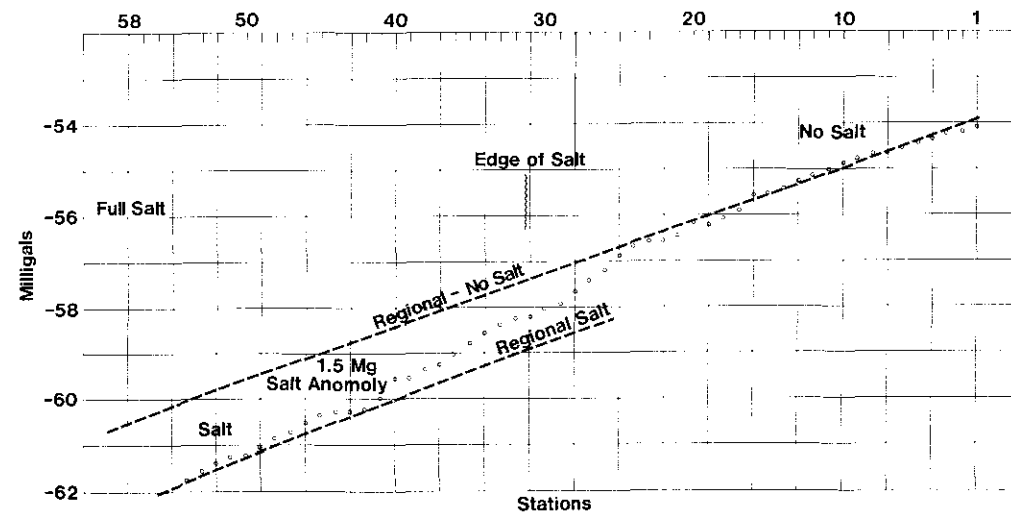 58 50 40 30 20 10 1
-54
No Salt
Edge of Salt
Full Salt
-56
Milligals
Regional - No Salt
-58
Regional Salt
1.5 Mg
Salt Anomoly
-60
Salt
-62
Stations